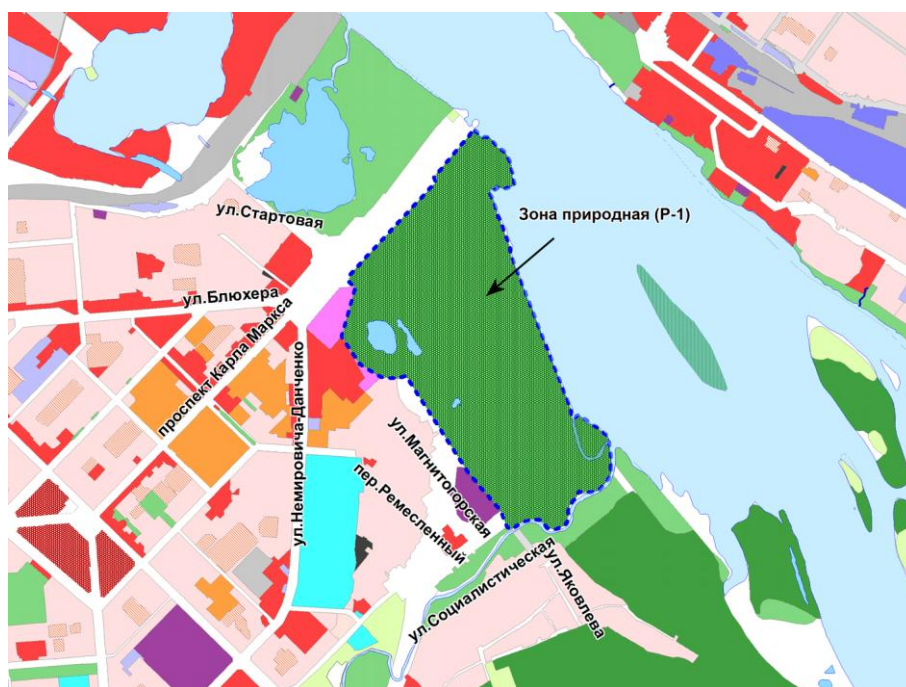 Зона природная (Р-1)
ул.Стартовая
ул.Блюхера
проспект Карла Маркса
ул.Немировича-Данченко
ул.Магнитогорская
пер.Ремесленный
ул.Социалистическая
ул.Яковлева